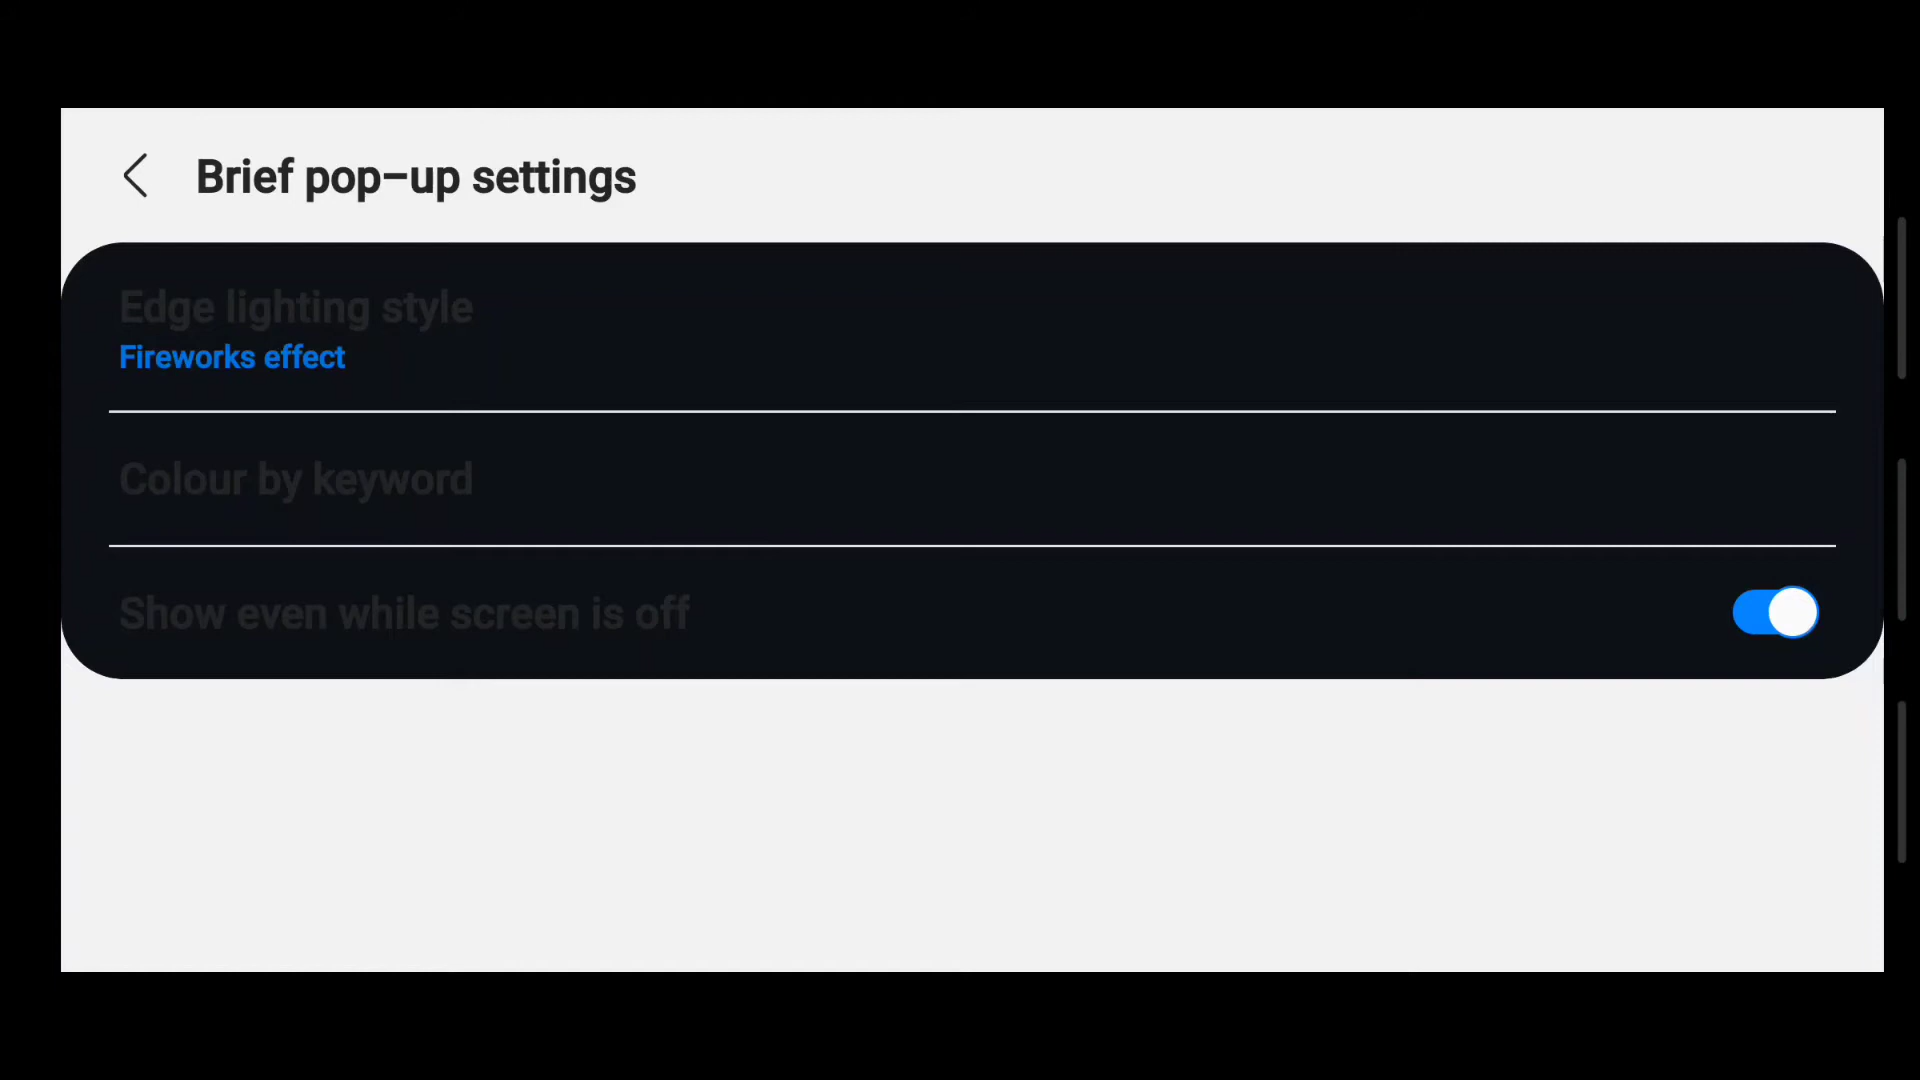 Brief pop-up settings
Edge lighting style
Fireworks effect
Colour by keyword
Show even while screen is off